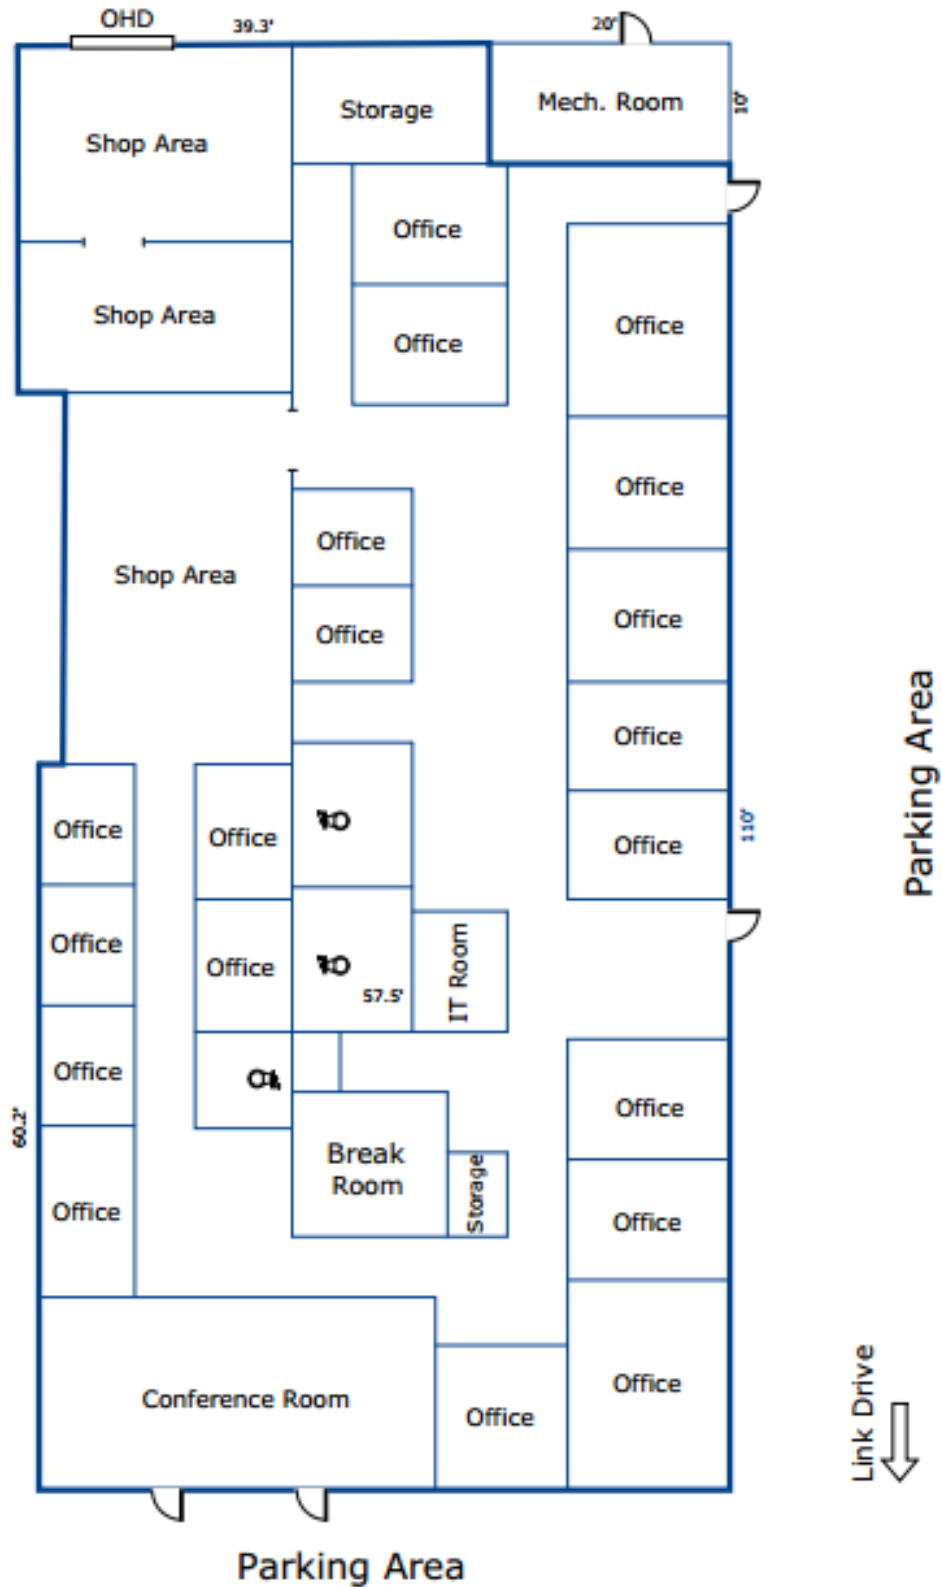 OHD
39.3'
20'
Storage
Mech. Room
10'
Shop Area
Office
Shop Area
Office
Office
Office
Office
Shop Area
Office
Office
Office
Parking Area
Office
Office
Office
Office
110'
Office
Office
IT Room
57.5'
Office
Office
60.2'
Break
Room
Storage
Office
Office
Office
Link Drive
Conference Room
Office
Parking Area